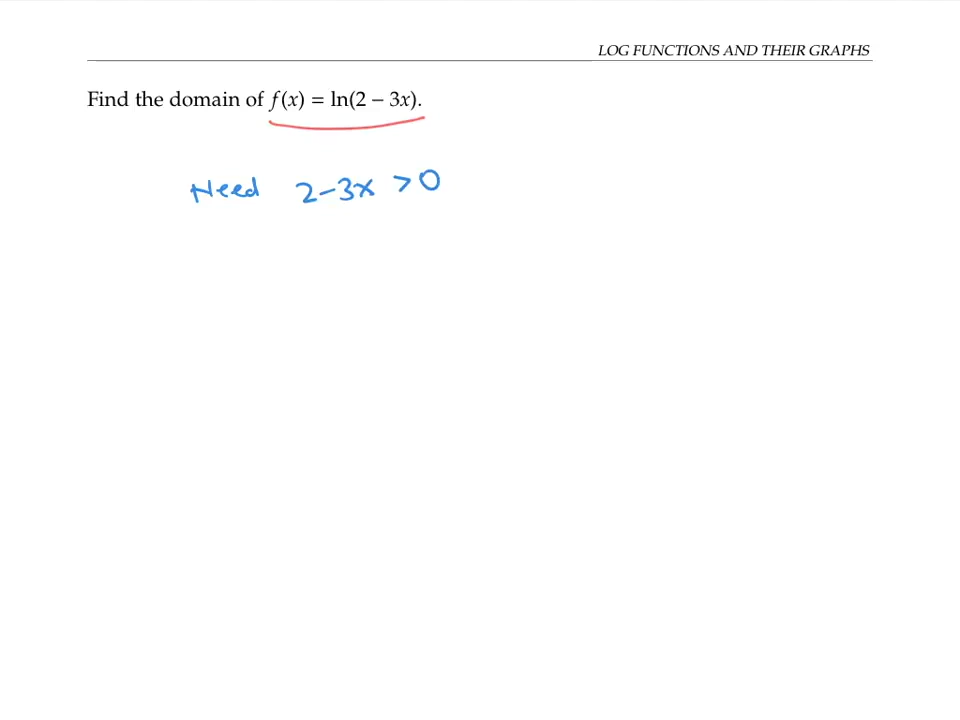 LOG FUNCTIONS AND THEIR GRAPHS
Find the domain of f(x) = ln(2 − 3x).
Need 2-3x >0